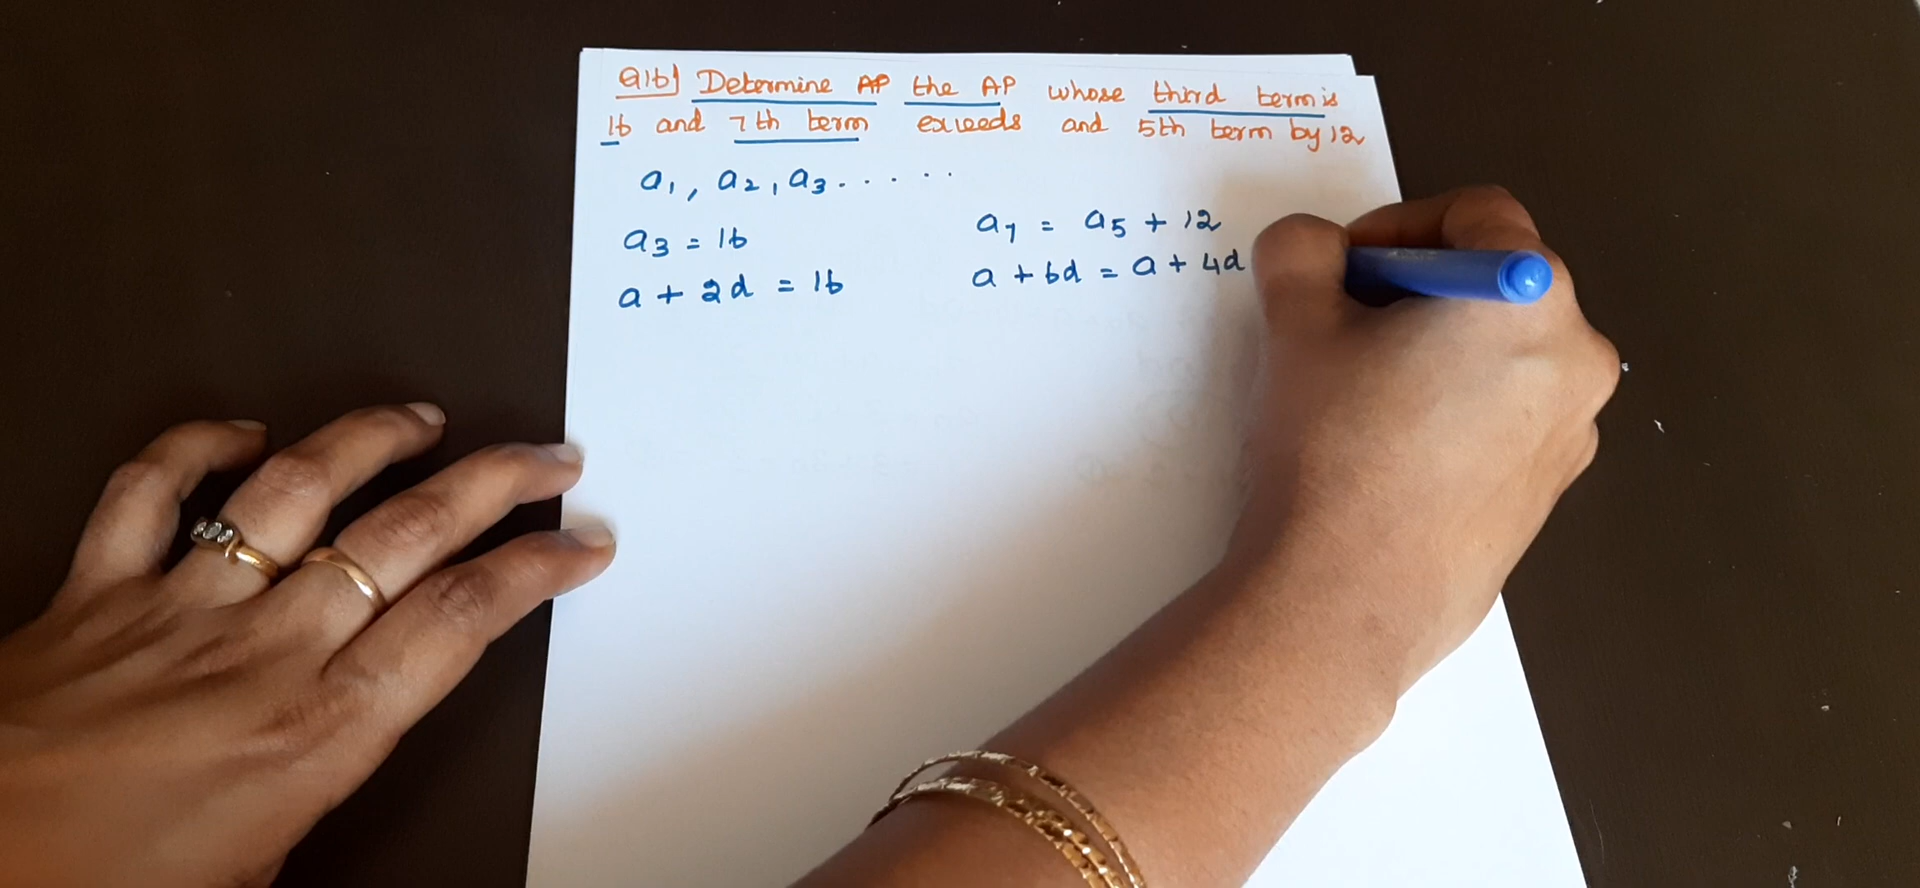 Q16) Determine AP the AP whose third term is
16 and 7th term exceeds and 5th term by 12
a1, a2, a3.......
a3 = 16
a7 = a5 + 12
a + 2d = 16
a + 6d = a + 4d